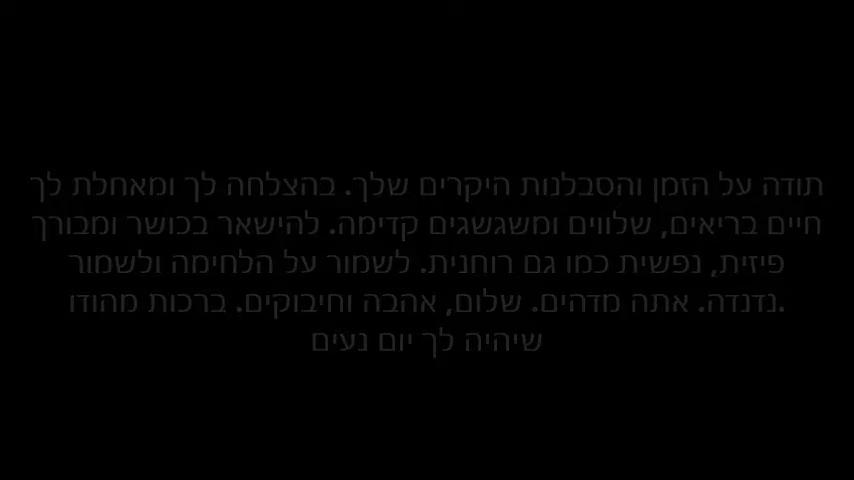 תודה על הזמן והסבלנות היקרים שלך. בהצלחה לך ומאחלת לך
חיים בריאים, שלווים ומשגשגים קדימה. להישאר בכושר ומבורך
פיזית, נפשית כמו גם רוחנית. לשמור על הלחימה ולשמור
נדנדה. אתה מדהים. שלום, אהבה וחיבוקים. ברכות מהודו.
שיהיה לך יום נעים